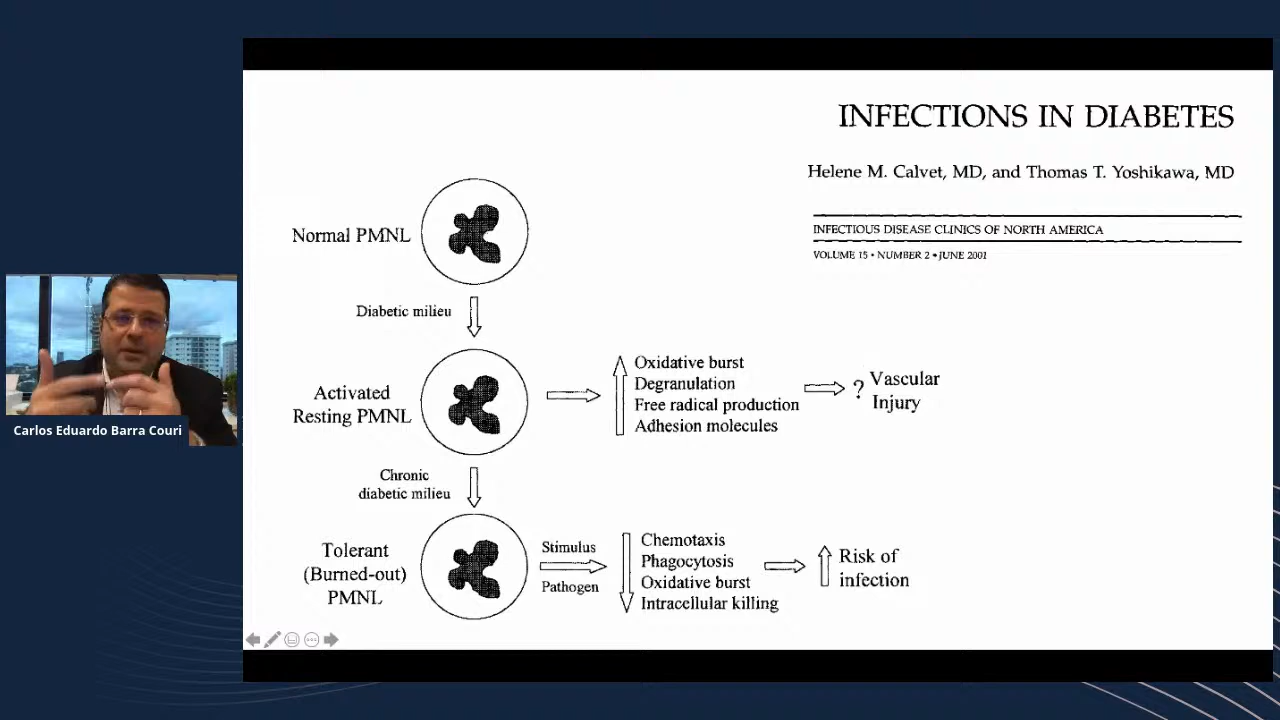 INFECTIONS IN DIABETES
Helene M. Calvet, MD, and Thomas T. Yoshikawa, MD
INFECTIOUS DISEASE CLINICS OF NORTH AMERICA
VOLUME 15 • NUMBER 2 • JUNE 2001
Normal PMNL
Diabetic milieu
Activated
Resting PMNL
Oxidative burst
Degranulation
Free radical production
Adhesion molecules
? Vascular
Injury
Chronic
diabetic milieu
Tolerant
(Burned-out)
PMNL
Stimulus
Pathogen
Chemotaxis
Phagocytosis
Oxidative burst
Intracellular killing
Risk of
infection
Carlos Eduardo Barra Couri